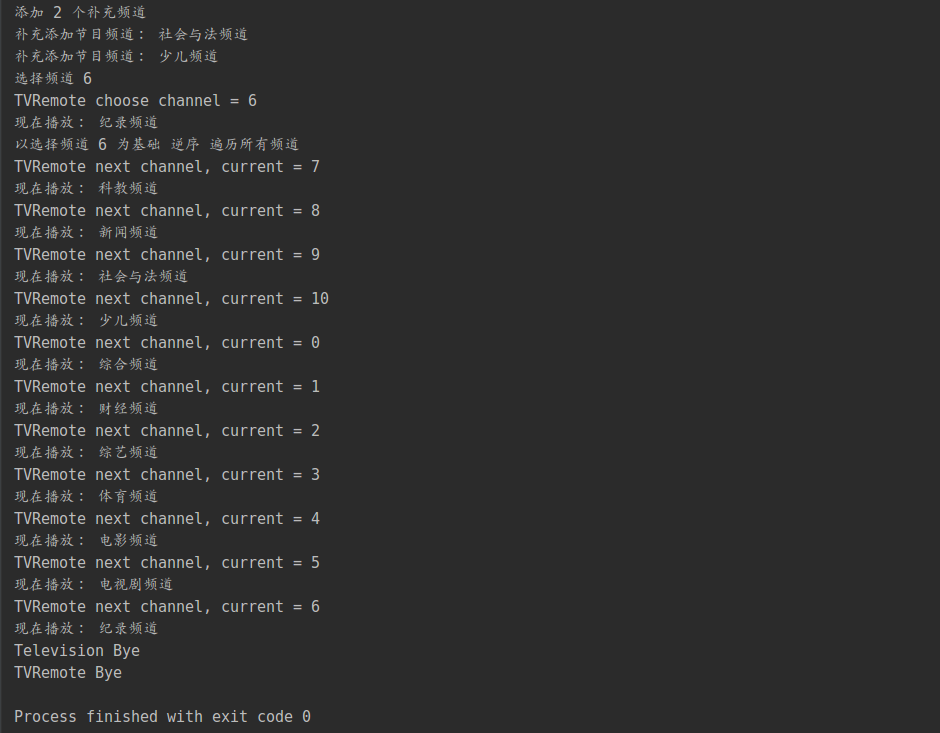 添加 2 个补充频道
补充添加节目频道： 社会与法频道
补充添加节目频道： 少儿频道
选择频道 6
TVRemote choose channel = 6
现在播放： 纪录频道
以选择频道 6 为基础 逆序 遍历所有频道
TVRemote next channel, current = 7
现在播放： 科教频道
TVRemote next channel, current = 8
现在播放： 新闻频道
TVRemote next channel, current = 9
现在播放： 社会与法频道
TVRemote next channel, current = 10
现在播放： 少儿频道
TVRemote next channel, current = 0
现在播放： 综合频道
TVRemote next channel, current = 1
现在播放： 财经频道
TVRemote next channel, current = 2
现在播放： 综艺频道
TVRemote next channel, current = 3
现在播放： 体育频道
TVRemote next channel, current = 4
现在播放： 电影频道
TVRemote next channel, current = 5
现在播放： 电视剧频道
TVRemote next channel, current = 6
现在播放： 纪录频道
Television Bye
TVRemote Bye
Process finished with exit code 0